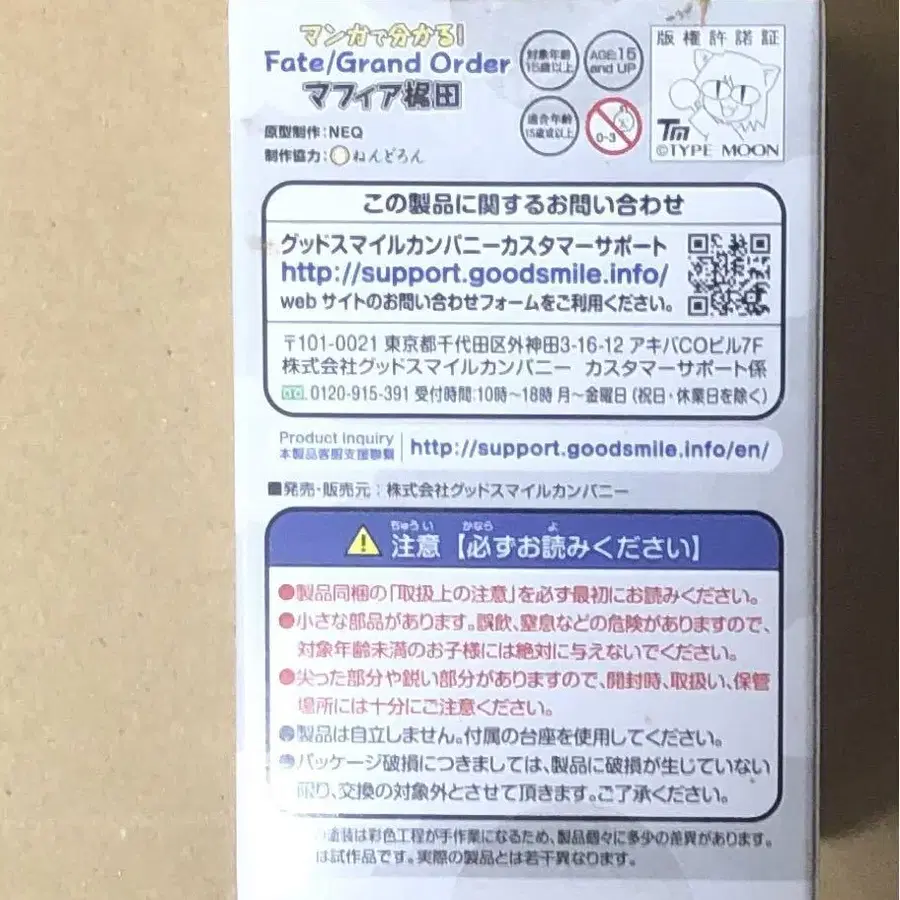 マンガで分かる!
Fate/Grand Order
マフィア梶田
原型制作:NEQ
制作協力:ねんどろん
対象年齢
15歳以上
AGE:15
and UP
適合年齢
15歳或以上
0-3
版権許諾証
TM
©TYPE MOON
この製品に関するお問い合わせ
グッドスマイルカンパニーカスタマーサポート
http://support.goodsmile.info/
web サイトのお問い合わせフォームをご利用ください。
〒101-0021 東京都千代田区外神田3-16-12 アキバCOビル7F
株式会社グッドスマイルカンパニー カスタマーサポート係
0120-915-391 受付時間:10時～18時 月～金曜日(祝日・休業日を除く)
Product Inquiry
本製品客服支援聯繫
http://support.goodsmile.info/en/
■発売・販売元:株式会社グッドスマイルカンパニー
ちゅうい かなら よ
注意【必ずお読みください】
●製品同梱の「取扱上の注意」を必ず最初にお読みください。
●小さな部品があります。誤飲、窒息などの危険がありますので、
対象年齢未満のお子様には絶対に与えないでください。
●尖った部分や鋭い部分がありますので、開封時、取扱い、保管
場所には十分にご注意ください。
●製品は自立しません。付属の台座を使用してください。
●パッケージ破損につきましては、製品に破損が生じていない
限り、交換の対象外とさせて頂きます。ご了承ください。
塗装は彩色工程が手作業になるため、製品個々に多少の差異があります。
は試作品です。実際の製品とは若干異なります。